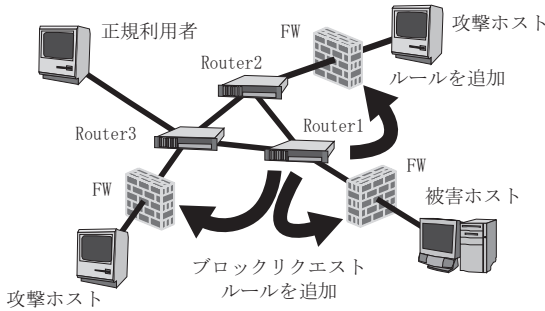 正規利用者
FW
攻撃ホスト
Router2
ルールを追加
Router3
Router1
FW
FW
被害ホスト
ブロックリクエスト
ルールを追加
攻撃ホスト